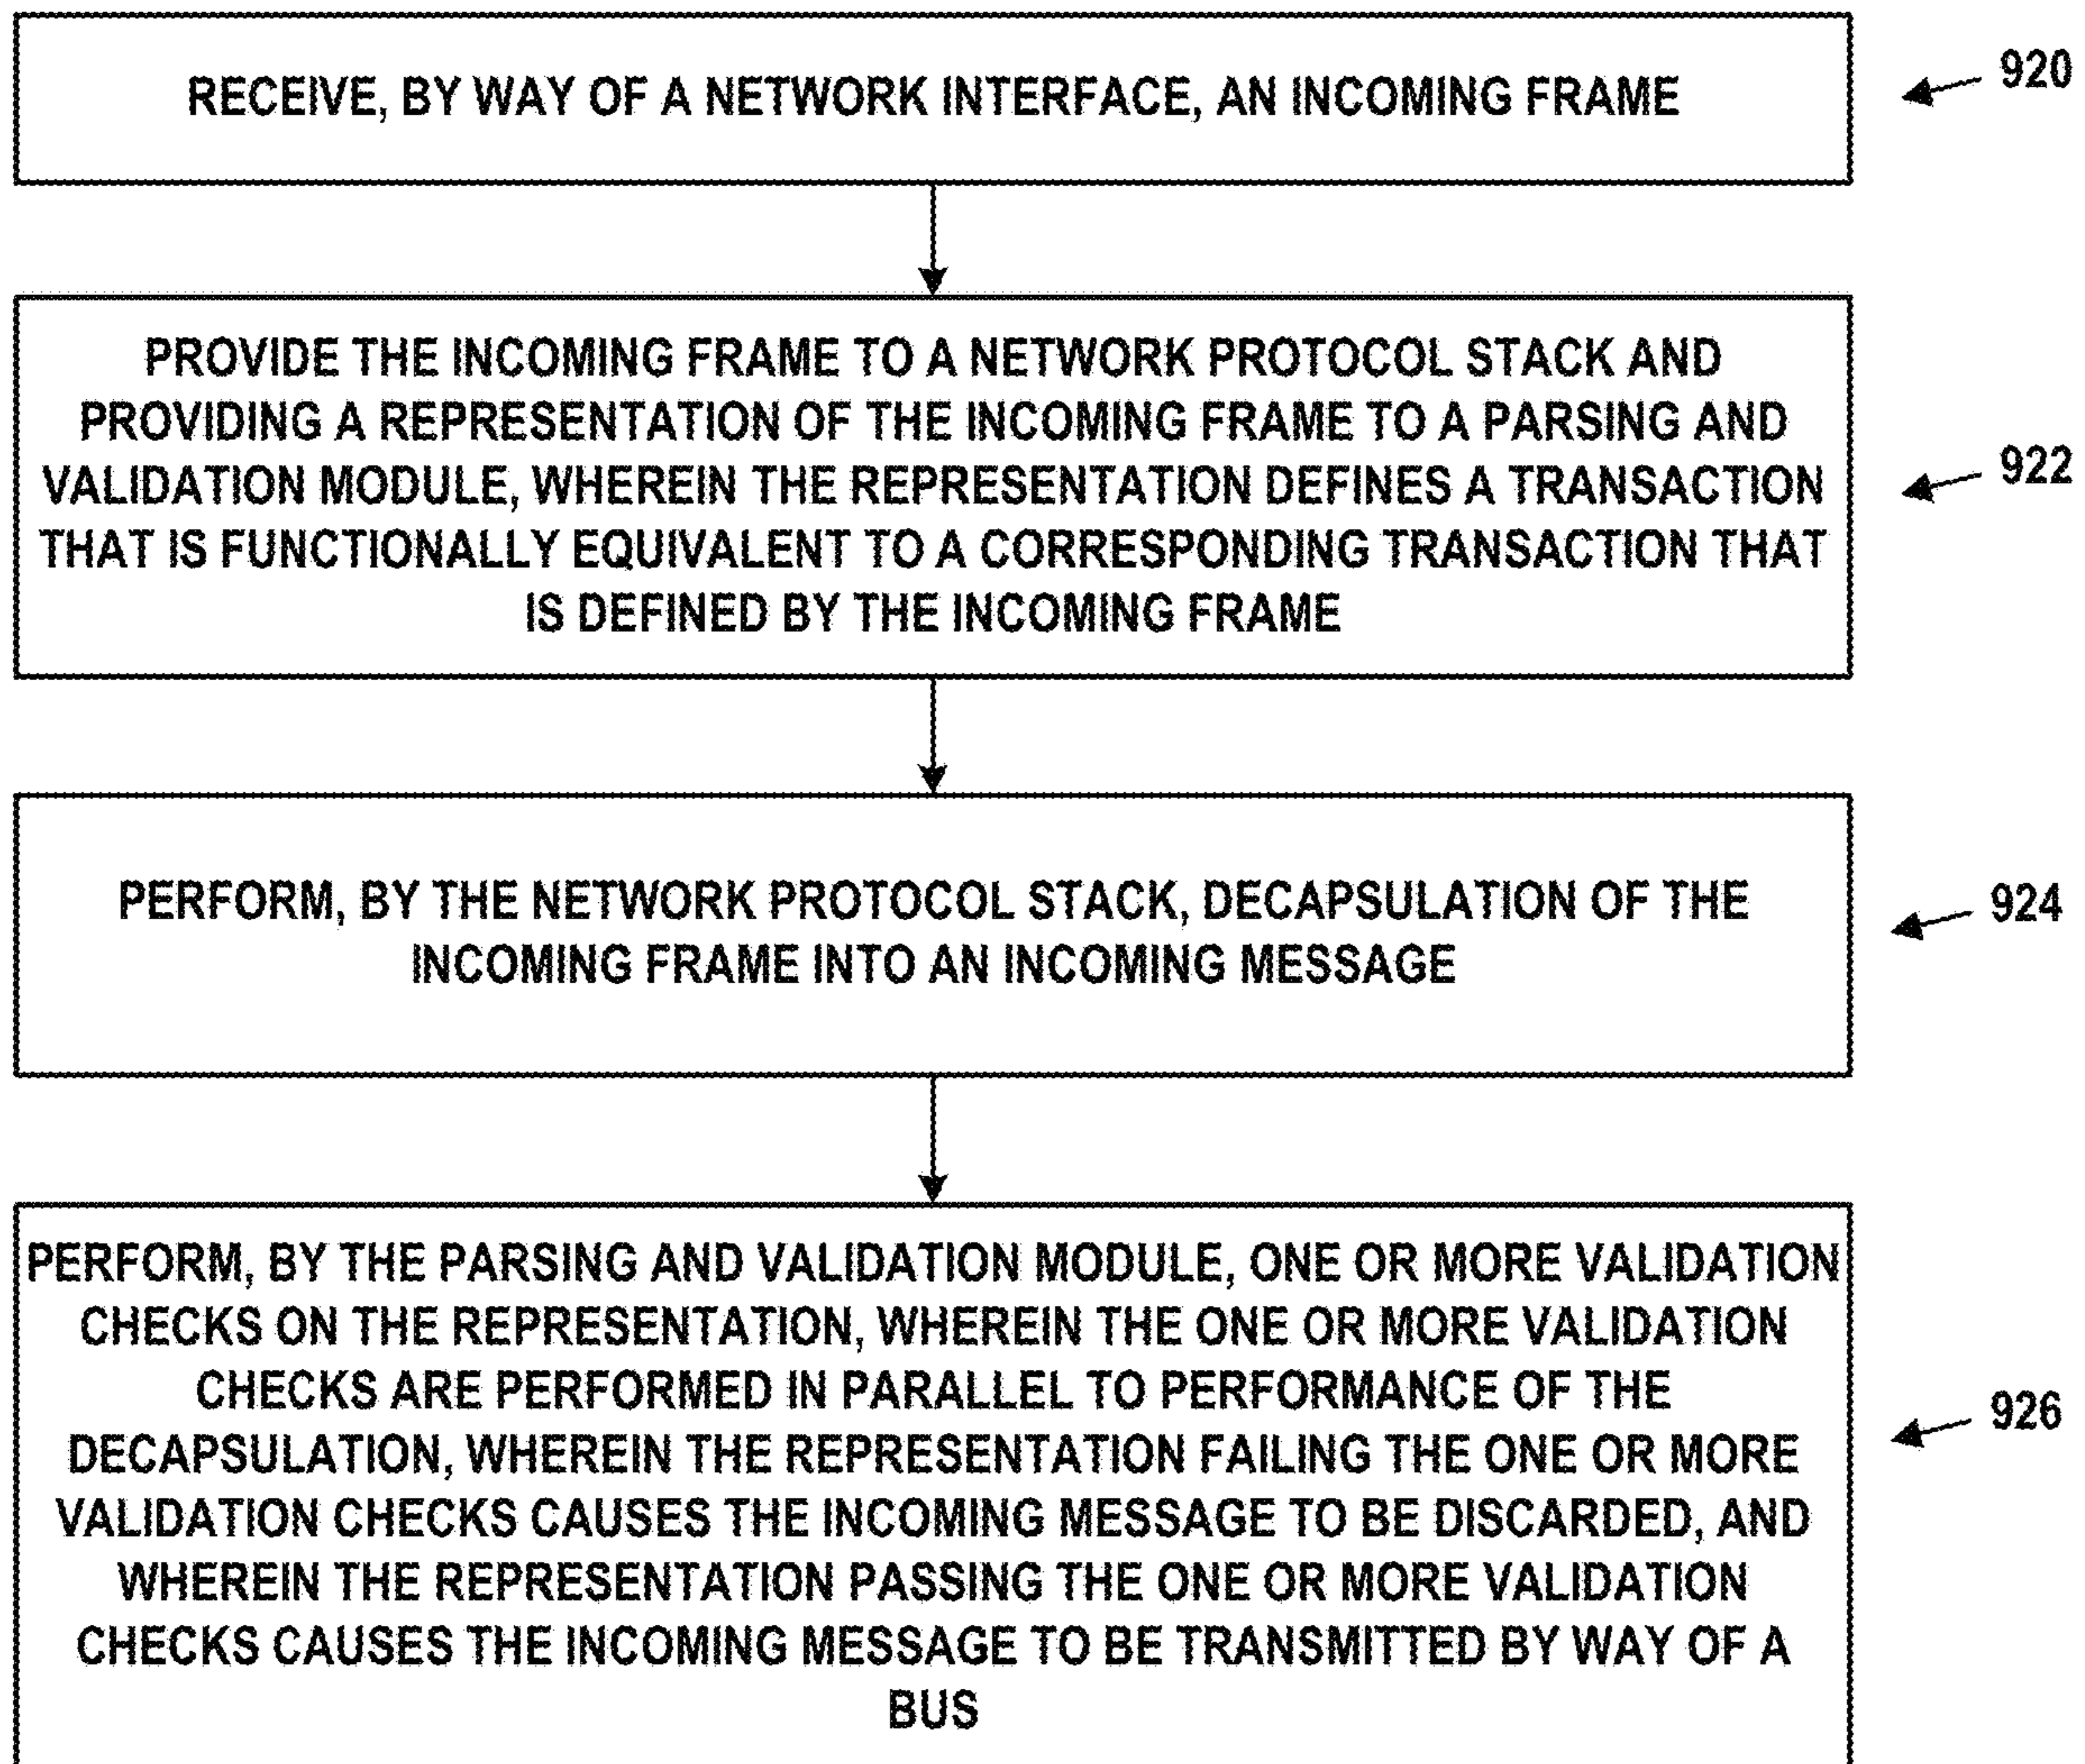 RECEIVE, BY WAY OF A NETWORK INTERFACE, AN INCOMING FRAME
920
PROVIDE THE INCOMING FRAME TO A NETWORK PROTOCOL STACK AND
PROVIDING A REPRESENTATION OF THE INCOMING FRAME TO A PARSING AND
VALIDATION MODULE, WHEREIN THE REPRESENTATION DEFINES A TRANSACTION
THAT IS FUNCTIONALLY EQUIVALENT TO A CORRESPONDING TRANSACTION THAT
IS DEFINED BY THE INCOMING FRAME
922
PERFORM, BY THE NETWORK PROTOCOL STACK, DECAPSULATION OF THE
INCOMING FRAME INTO AN INCOMING MESSAGE
924
PERFORM, BY THE PARSING AND VALIDATION MODULE, ONE OR MORE VALIDATION
CHECKS ON THE REPRESENTATION, WHEREIN THE ONE OR MORE VALIDATION
CHECKS ARE PERFORMED IN PARALLEL TO PERFORMANCE OF THE
DECAPSULATION, WHEREIN THE REPRESENTATION FAILING THE ONE OR MORE
VALIDATION CHECKS CAUSES THE INCOMING MESSAGE TO BE DISCARDED, AND
WHEREIN THE REPRESENTATION PASSING THE ONE OR MORE VALIDATION
CHECKS CAUSES THE INCOMING MESSAGE TO BE TRANSMITTED BY WAY OF A
BUS
926